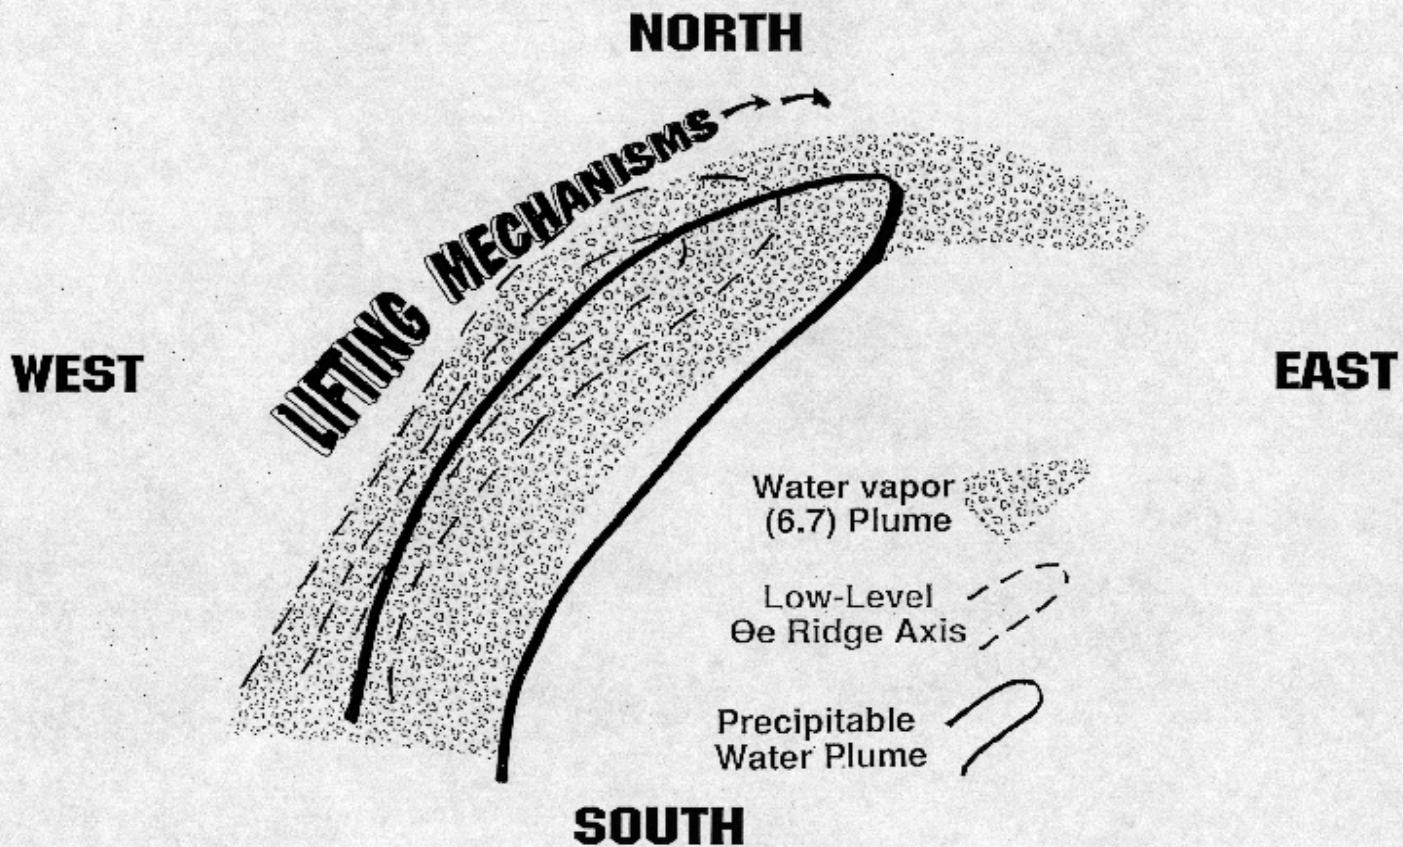 NORTH
LIFTING MECHANISMS
WEST
EAST
Water vapor
(6.7) Plume
Low-Level
Θe Ridge Axis
Precipitable
Water Plume
SOUTH